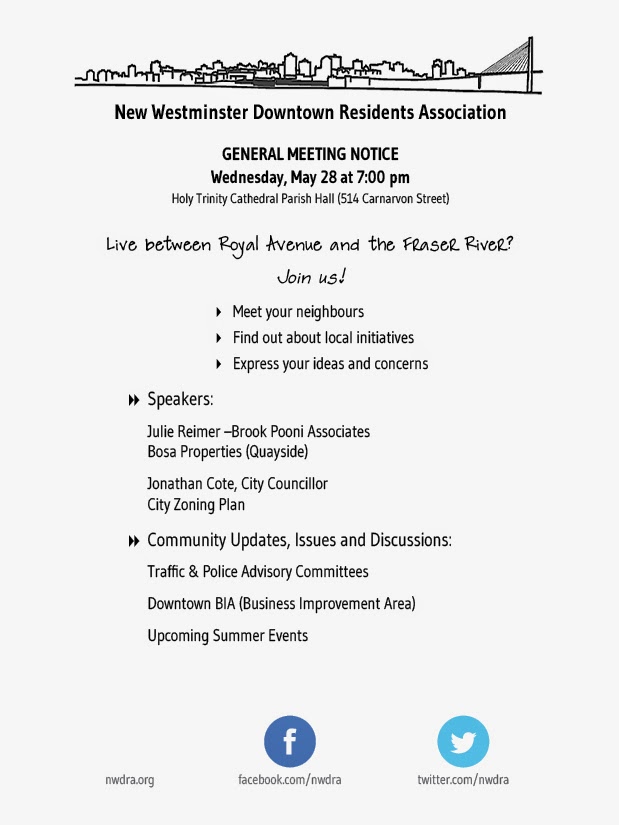 New Westminster Downtown Residents Association
GENERAL MEETING NOTICE
Wednesday, May 28 at 7:00 pm
Holy Trinity Cathedral Parish Hall (514 Carnarvon Street)
Live between Royal Avenue and the Fraser River?
Join us!
Meet your neighbours
Find out about local initiatives
Express your ideas and concerns
Speakers:
Julie Reimer –Brook Pooni Associates
Bosa Properties (Quayside)
Jonathan Cote, City Councillor
City Zoning Plan
Community Updates, Issues and Discussions:
Traffic & Police Advisory Committees
Downtown BIA (Business Improvement Area)
Upcoming Summer Events
nwdra.org facebook.com/nwdra twitter.com/nwdra